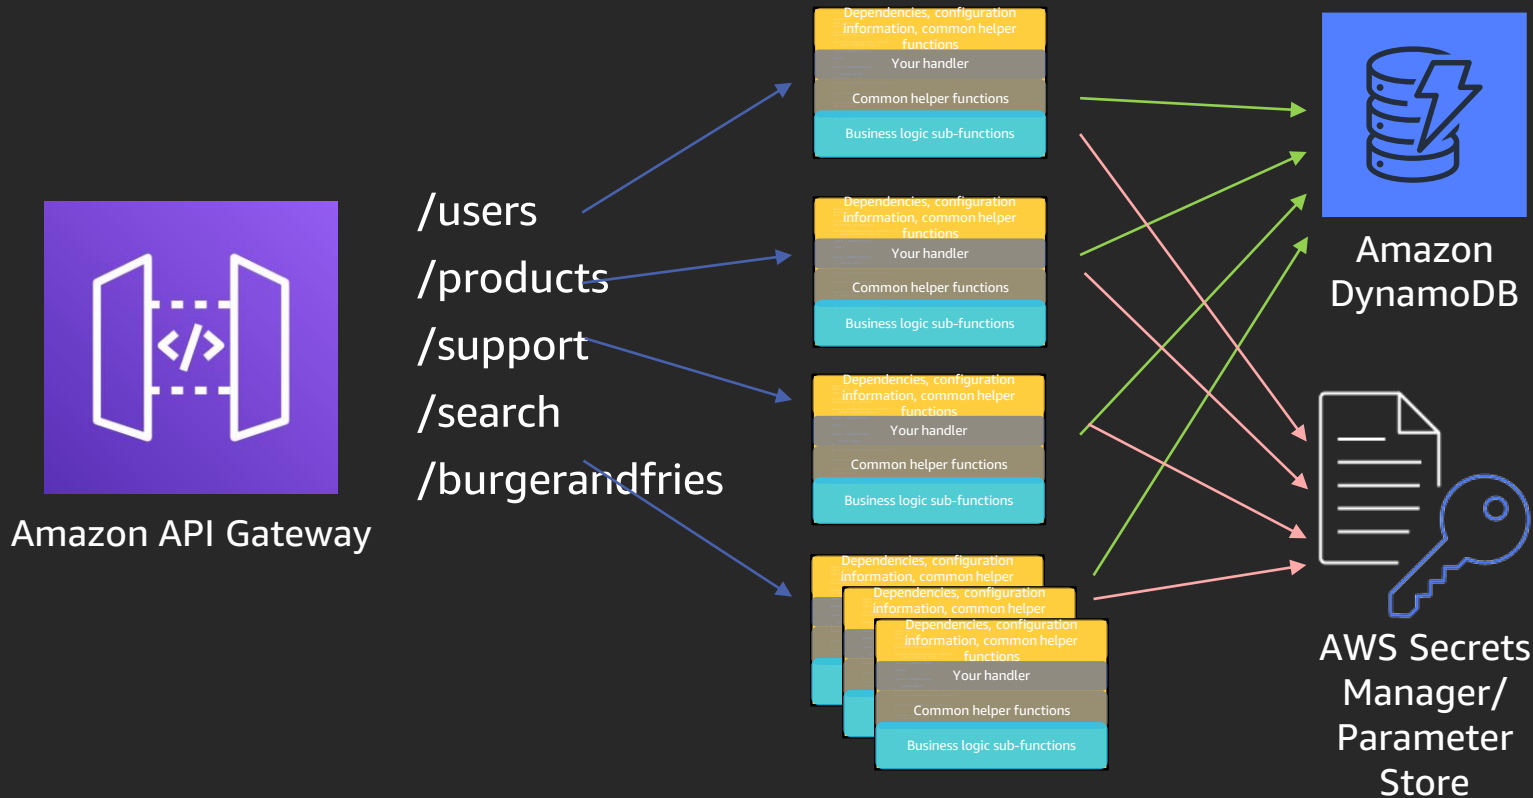 Amazon API Gateway
/users
/products
/support
/search
/burgerandfries
Dependencies, configuration
information, common helper
functions
Your handler
Common helper functions
Business logic sub-functions
Dependencies, configuration
information, common helper
functions
Your handler
Common helper functions
Business logic sub-functions
Dependencies, configuration
information, common helper
functions
Your handler
Common helper functions
Business logic sub-functions
Dependencies, configuration
information, common helper
Dependencies, configuration
information, common helper
Dependencies, configuration
information, common helper
functions
Your handler
Common helper functions
Business logic sub-functions
Amazon
DynamoDB
AWS Secrets
Manager/
Parameter
Store